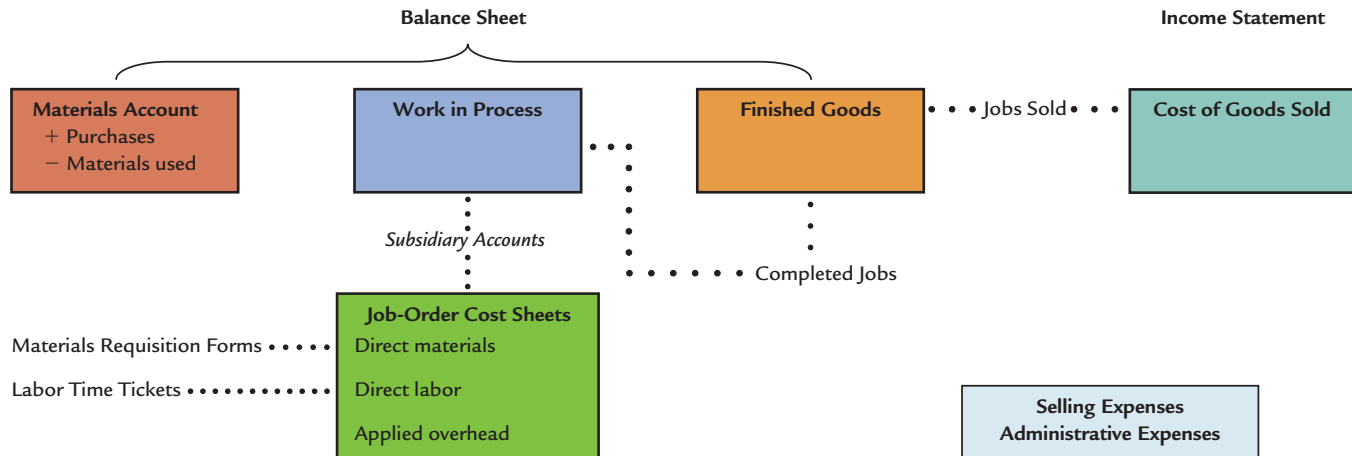 Balance Sheet
Income Statement
Materials Account
+ Purchases
− Materials used
Work in Process
Finished Goods
Jobs Sold
Cost of Goods Sold
Subsidiary Accounts
Completed Jobs
Job-Order Cost Sheets
Materials Requisition Forms
Direct materials
Labor Time Tickets
Direct labor
Applied overhead
Selling Expenses
Administrative Expenses